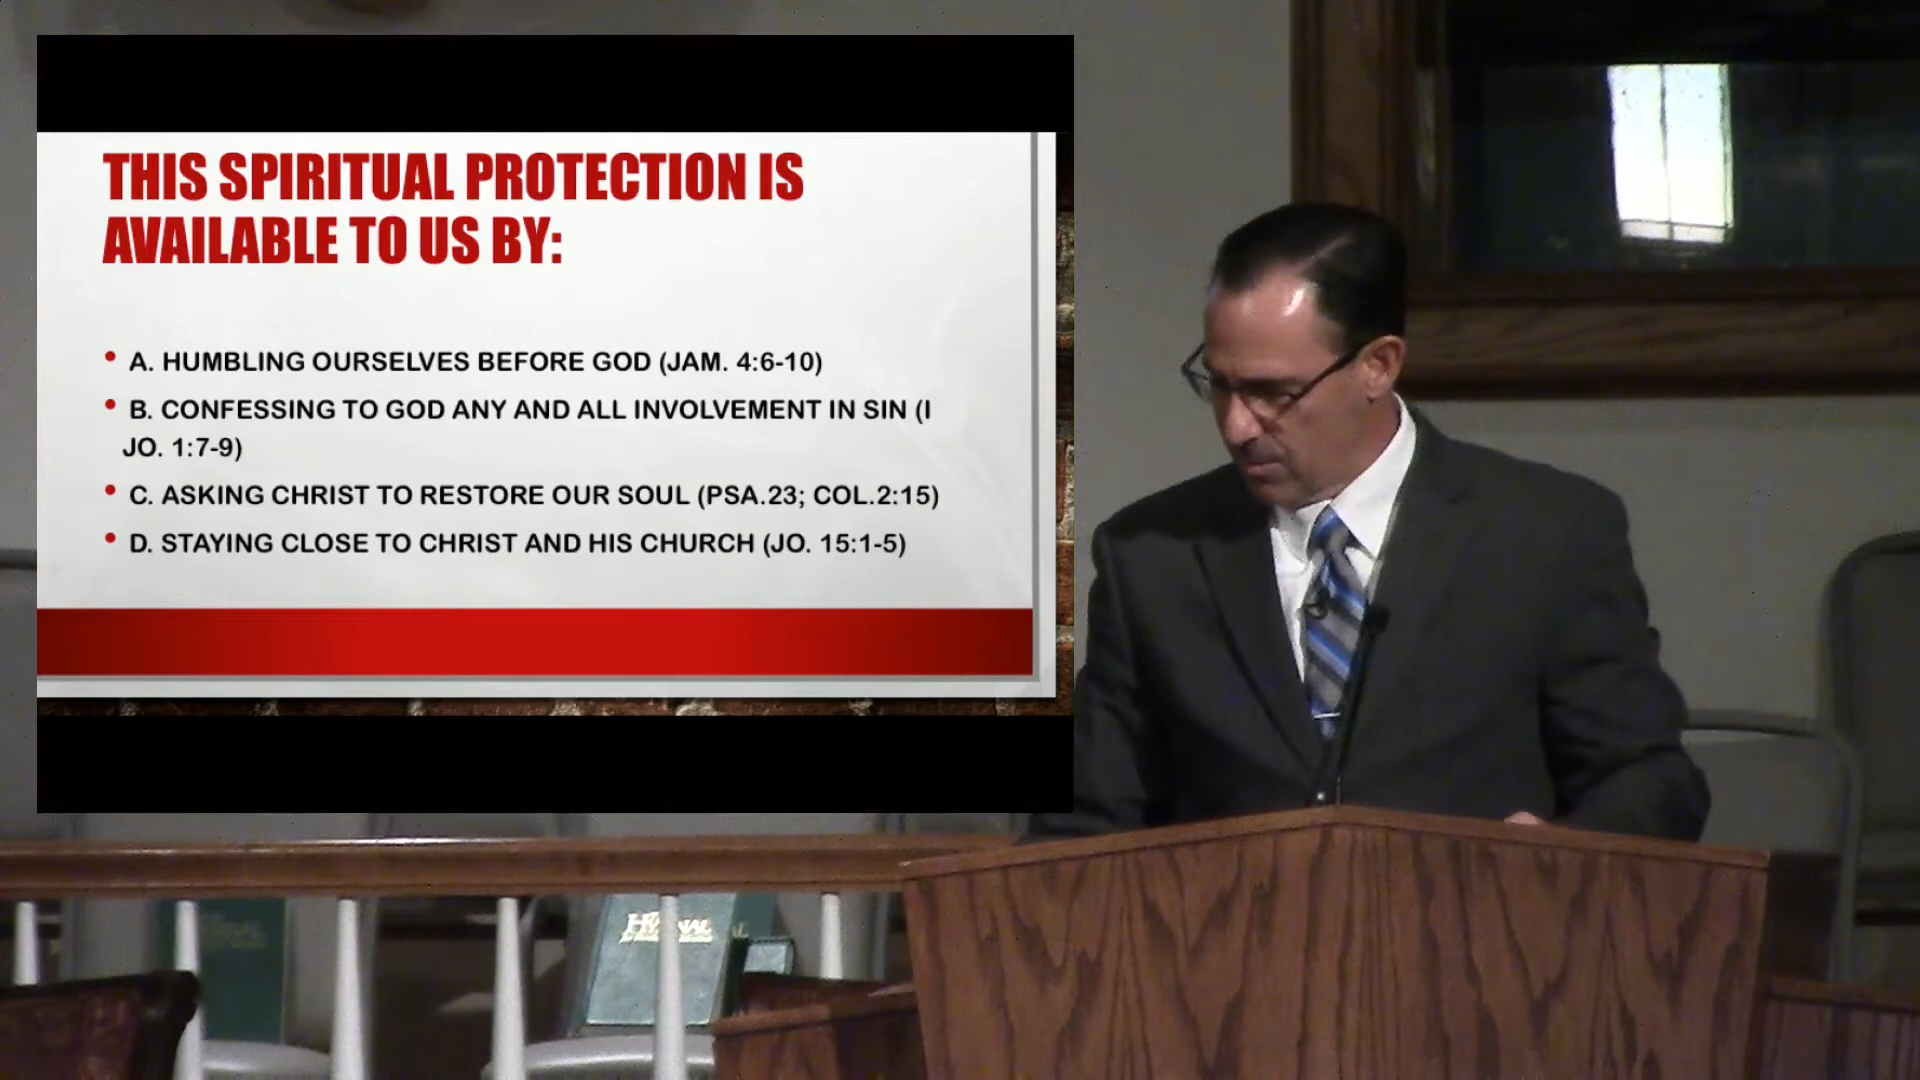 THIS SPIRITUAL PROTECTION IS
AVAILABLE TO US BY:
• A. HUMBLING OURSELVES BEFORE GOD (JAM. 4:6-10)
• B. CONFESSING TO GOD ANY AND ALL INVOLVEMENT IN SIN (I
JO. 1:7-9)
• C. ASKING CHRIST TO RESTORE OUR SOUL (PSA.23; COL.2:15)
• D. STAYING CLOSE TO CHRIST AND HIS CHURCH (JO. 15:1-5)